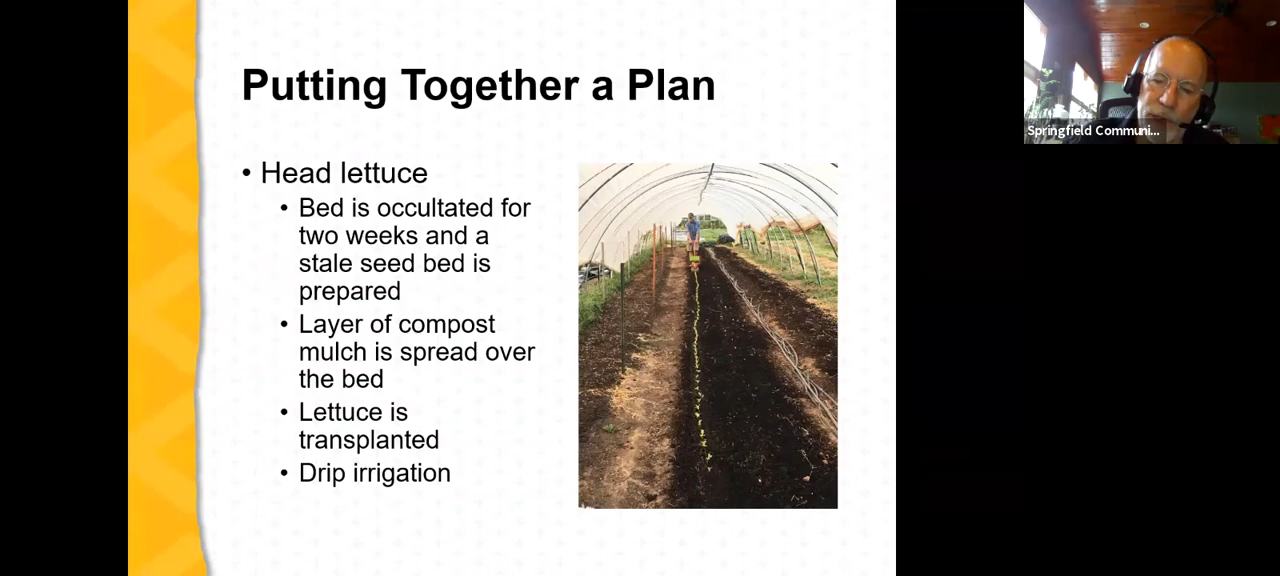 Putting Together a Plan
• Head lettuce
• Bed is occultated for
two weeks and a
stale seed bed is
prepared
• Layer of compost
mulch is spread over
the bed
• Lettuce is
transplanted
• Drip irrigation
Springfield Communi...